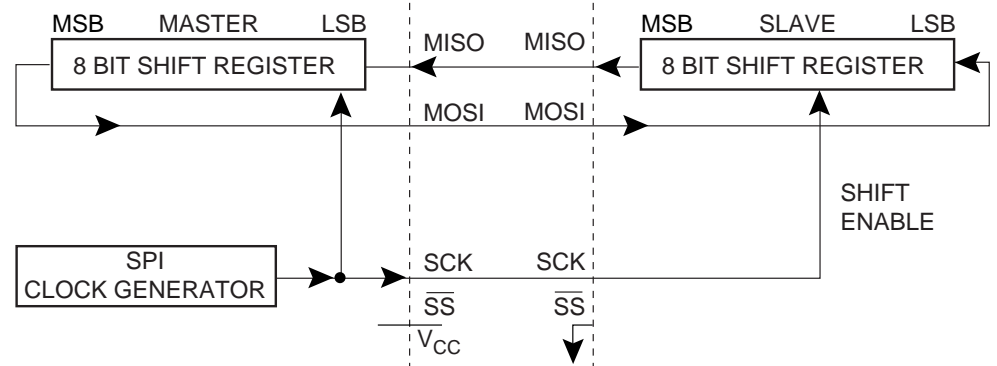 MSB MASTER LSB
MISO MISO
MSB SLAVE LSB
8 BIT SHIFT REGISTER
8 BIT SHIFT REGISTER
MOSI MOSI
SHIFT
ENABLE
SPI
CLOCK GENERATOR
SCK SCK
SS SS
VCC